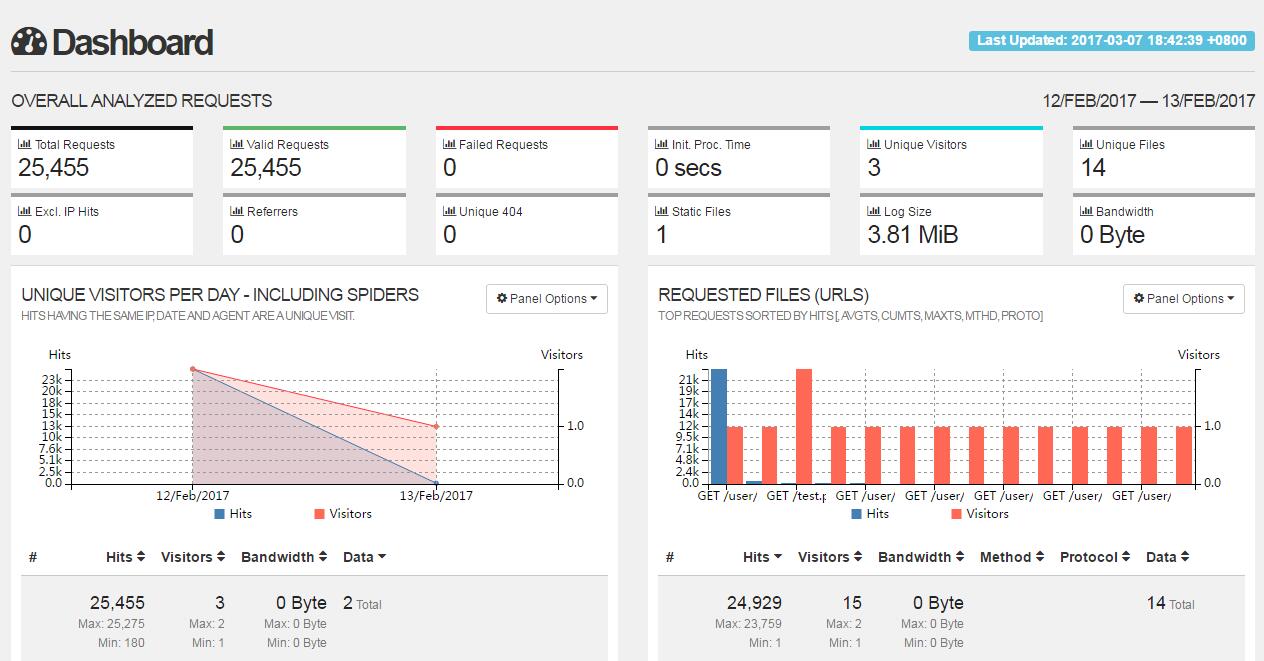 Dashboard
Last Updated: 2017-03-07 18:42:39 +0800
OVERALL ANALYZED REQUESTS
12/FEB/2017 — 13/FEB/2017
Total Requests
25,455
Valid Requests
25,455
Failed Requests
0
Init. Proc. Time
0 secs
Unique Visitors
3
Unique Files
14
Excl. IP Hits
0
Referrers
0
Unique 404
0
Static Files
1
Log Size
3.81 MiB
Bandwidth
0 Byte
UNIQUE VISITORS PER DAY - INCLUDING SPIDERS
HITS HAVING THE SAME IP, DATE AND AGENT ARE A UNIQUE VISIT.
Panel Options
Hits
Visitors
23k
20k
18k
15k
13k
10k
7.6k
5.1k
2.5k
0.0
1.0
0.0
12/Feb/2017
13/Feb/2017
Hits
Visitors
# Hits Visitors Bandwidth Data
25,455 3 0 Byte 2 Total
Max: 25,275 Max: 2 Max: 0 Byte
Min: 180 Min: 1 Min: 0 Byte
REQUESTED FILES (URLS)
TOP REQUESTS SORTED BY HITS [, AVGTS, CUMTS, MAXTS, MTHD, PROTO]
Panel Options
Hits
Visitors
21k
19k
17k
14k
12k
9.5k
7.1k
4.8k
2.4k
0.0
1.0
0.0
GET /user/ GET /test.p GET /user/ GET /user/ GET /user/ GET /user/ GET /user/
Hits
Visitors
# Hits Visitors Bandwidth Method Protocol Data
24,929 15 0 Byte 14 Total
Max: 23,759 Max: 2 Max: 0 Byte
Min: 1 Min: 1 Min: 0 Byte